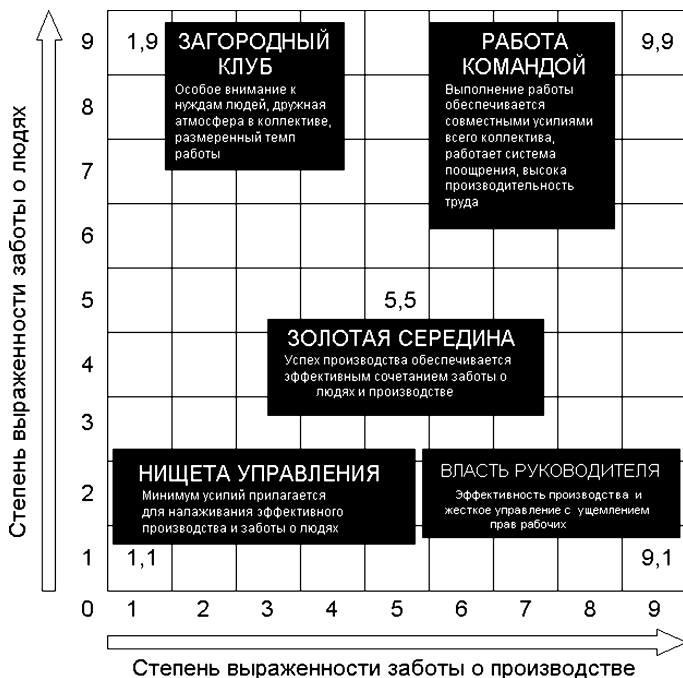 Степень выраженности заботы о людях
9
8
7
6
5
4
3
2
1
0
1,9
ЗАГОРОДНЫЙ
КЛУБ
Особое внимание к
нуждам людей, дружная
атмосфера в коллективе,
размеренный темп
работы
РАБОТА
КОМАНДОЙ
Выполнение работы
обеспечивается
совместными усилиями
всего коллектива,
работает система
поощрения, высока
производительность
труда
9,9
5,5
ЗОЛОТАЯ СЕРЕДИНА
Успех производства обеспечивается
эффективным сочетанием заботы о
людях и производстве
НИЩЕТА УПРАВЛЕНИЯ
Минимум усилий прилагается
для налаживания эффективного
производства и заботы о людях
ВЛАСТЬ РУКОВОДИТЕЛЯ
Эффективность производства и
жесткое управление с ущемлением
прав рабочих
1,1
9,1
1 2 3 4 5 6 7 8 9
Степень выраженности заботы о производстве